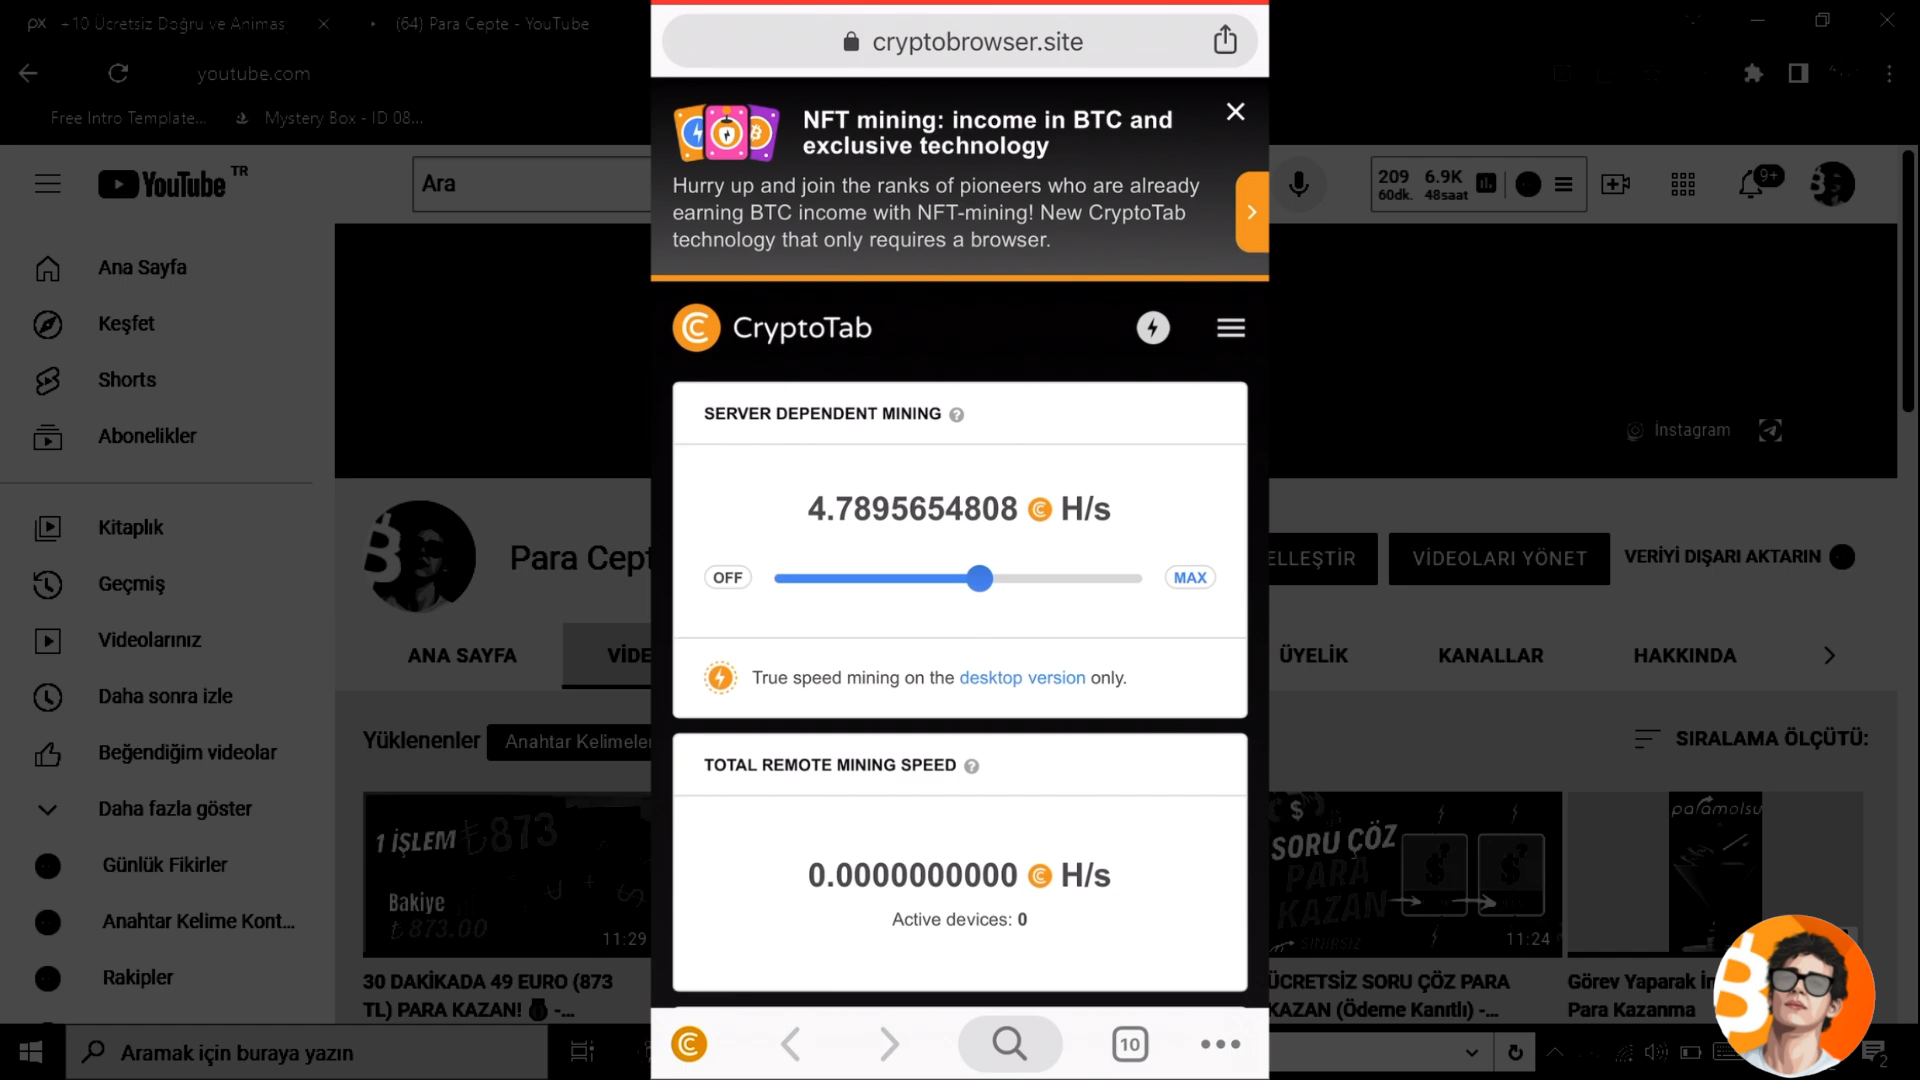 +10 Ücretsiz Doğru ve Animas
(64) Para Cepte - YouTube
youtube.com
Free Intro Template...
Mystery Box - ID 08...
YouTube TR
Ara
209
60dk.
6.9K
48saat
9+
Ana Sayfa
Keşfet
Shorts
Abonelikler
Kitaplık
Geçmiş
Videolarınız
Daha sonra izle
Beğendiğim videolar
Daha fazla göster
Günlük Fikirler
Anahtar Kelime Kont...
Rakipler
İnstagram
Para Cept
ELLEŞTİR
VİDEOLARI YÖNET
VERİYİ DIŞARI AKTARIN
ANA SAYFA
VİDE
ÜYELİK
KANALLAR
HAKKINDA
Yüklenenler
Anahtar Kelimeler
SIRALAMA ÖLÇÜTÜ:
1 İŞLEM ₺873
Bakiye
₺873.00
11:29
30 DAKİKADA 49 EURO (873
TL) PARA KAZAN! -...
SORU ÇÖZ
PARA
KAZAN
SINIRSIZ
11:24
ÜCRETSİZ SORU ÇÖZ PARA
KAZAN (Ödeme Kanıtlı) -...
paramolsu
Görev Yaparak İn
Para Kazanma
cryptobrowser.site
NFT mining: income in BTC and
exclusive technology
Hurry up and join the ranks of pioneers who are already
earning BTC income with NFT-mining! New CryptoTab
technology that only requires a browser.
CryptoTab
SERVER DEPENDENT MINING
4.7895654808 H/s
OFF
MAX
True speed mining on the desktop version only.
TOTAL REMOTE MINING SPEED
0.0000000000 H/s
Active devices: 0
10
Aramak için buraya yazın
2